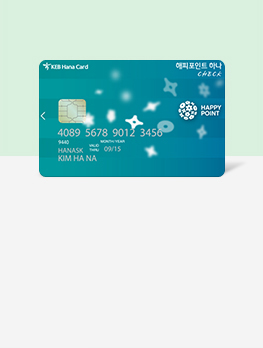 KEB Hana Card
해피포인트 하나
CHECK
HAPPY
POINT
4089 5678 9012 3456
9440
MONTH/YEAR
VALID
THRU
09/15
HANASK
KIM HA NA